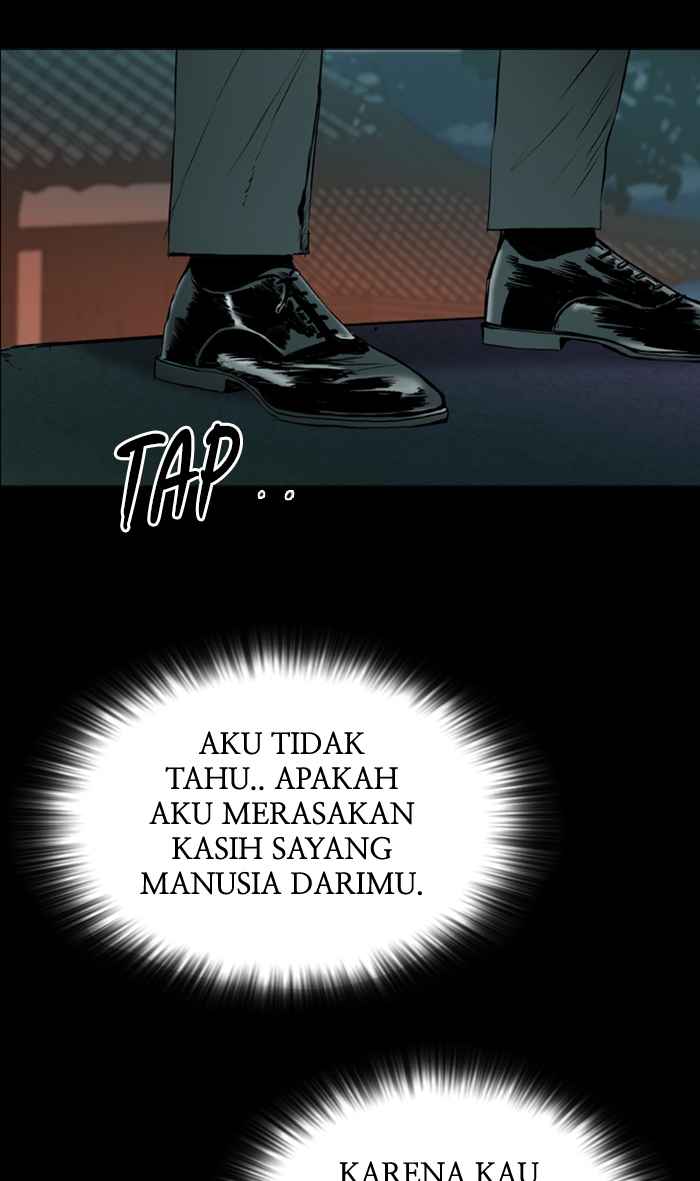 TAP ..
AKU TIDAK
TAHU.. APAKAH
AKU MERASAKAN
KASIH SAYANG
MANUSIA DARIMU.
KARENA KAU